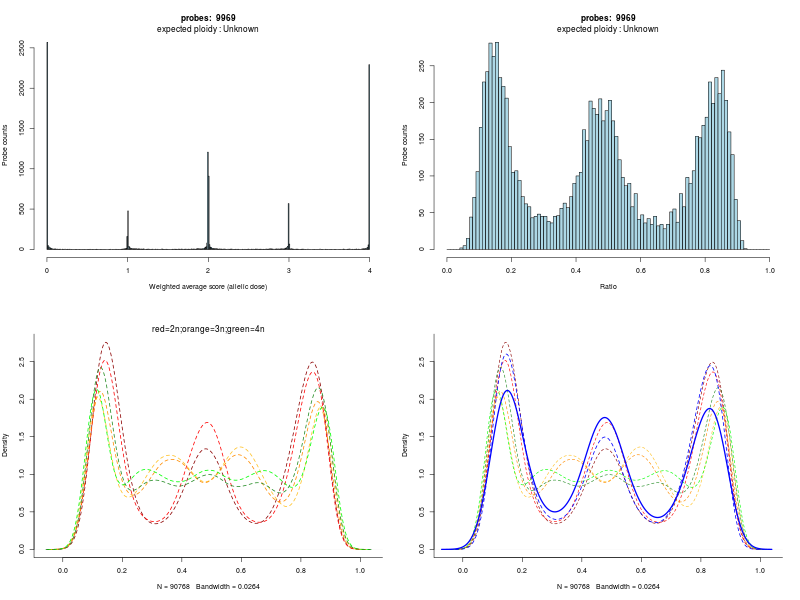 probes: 9969
expected ploidy : Unknown
Probe counts
2500
2000
1500
1000
500
0
0 1 2 3 4
Weighted average score (allelic dose)
probes: 9969
expected ploidy : Unknown
Probe counts
250
200
150
100
50
0
0.0 0.2 0.4 0.6 0.8 1.0
Ratio
red=2n;orange=3n;green=4n
Density
2.5
2.0
1.5
1.0
0.5
0.0
0.0 0.2 0.4 0.6 0.8 1.0
N = 90768 Bandwidth = 0.0264
Density
2.5
2.0
1.5
1.0
0.5
0.0
0.0 0.2 0.4 0.6 0.8 1.0
N = 90768 Bandwidth = 0.0264